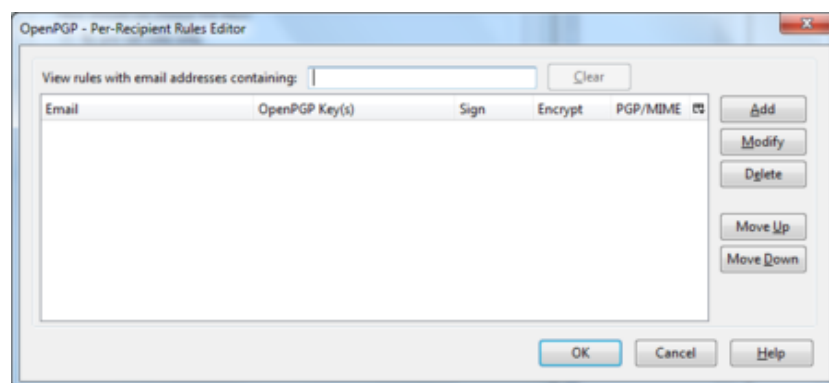 OpenPGP - Per-Recipient Rules Editor
View rules with email addresses containing: Clear
Email OpenPGP Key(s) Sign Encrypt PGP/MIME
Add
Modify
Delete
Move Up
Move Down
OK Cancel Help